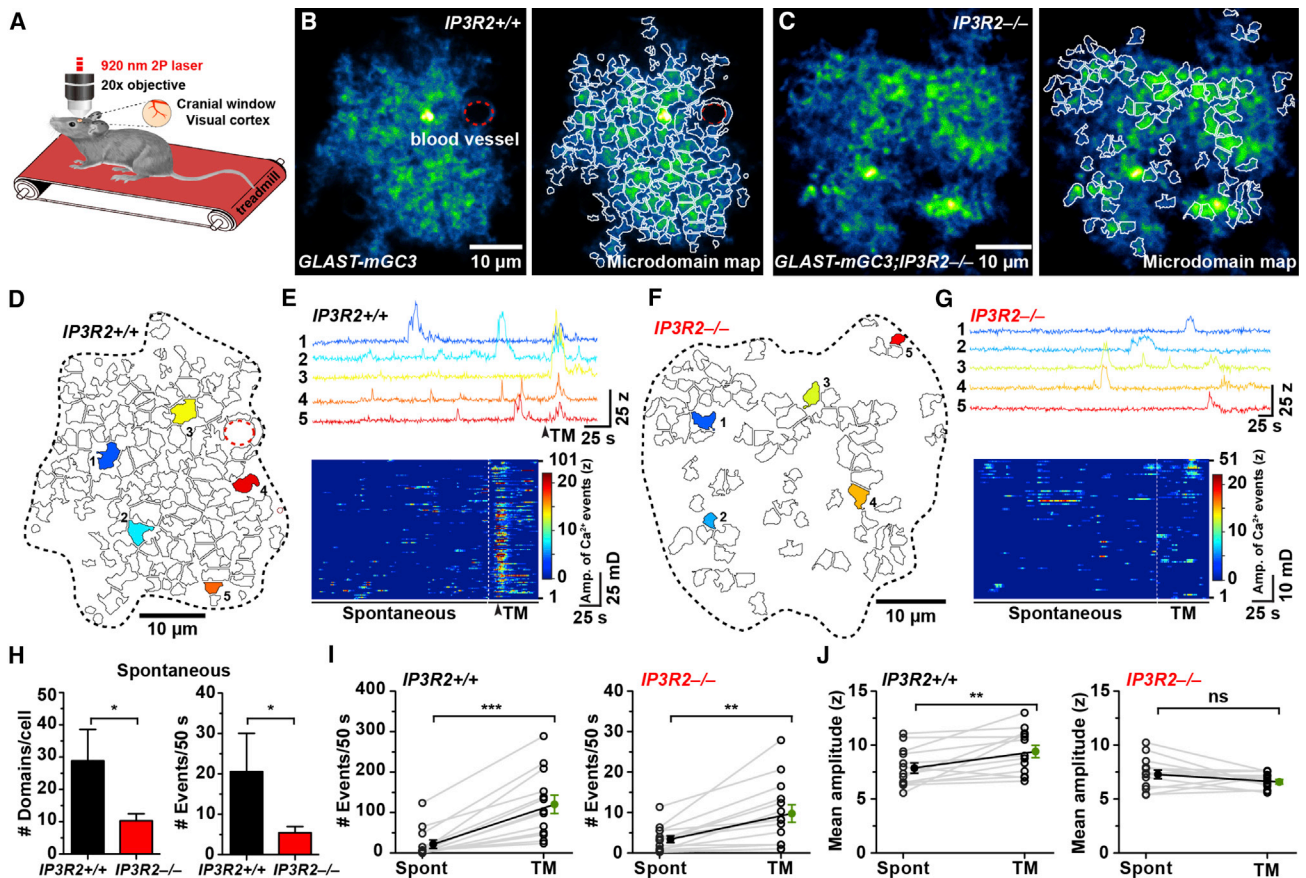 A
920 nm 2P laser
20x objective
Cranial window
Visual cortex
treadmill
B
IP3R2+/+
blood vessel
10 µm
GLAST-mGC3
Microdomain map
C
IP3R2–/–
GLAST-mGC3;IP3R2–/–
10 µm
Microdomain map
D
IP3R2+/+
1
2
3
4
5
10 µm
E
IP3R2+/+
1
2
3
4
5
25 z
25 s
TM
101
1
20
10
0
Amp. of Ca²⁺ events (z)
25 mD
25 s
Spontaneous
TM
F
IP3R2–/–
1
2
3
4
5
10 µm
G
IP3R2–/–
1
2
3
4
5
25 z
25 s
51
1
20
10
0
Amp. of Ca²⁺ events (z)
10 mD
25 s
Spontaneous
TM
H
Spontaneous
# Domains/cell
50
40
30
20
10
0
*
IP3R2+/+
IP3R2–/–
# Events/50 s
40
30
20
10
0
*
IP3R2+/+
IP3R2–/–
I
IP3R2+/+
# Events/50 s
400
300
200
100
0
***
Spont
TM
IP3R2–/–
# Events/50 s
40
30
20
10
0
**
Spont
TM
J
IP3R2+/+
Mean amplitude (z)
15
10
5
0
**
Spont
TM
IP3R2–/–
Mean amplitude (z)
15
10
5
0
ns
Spont
TM